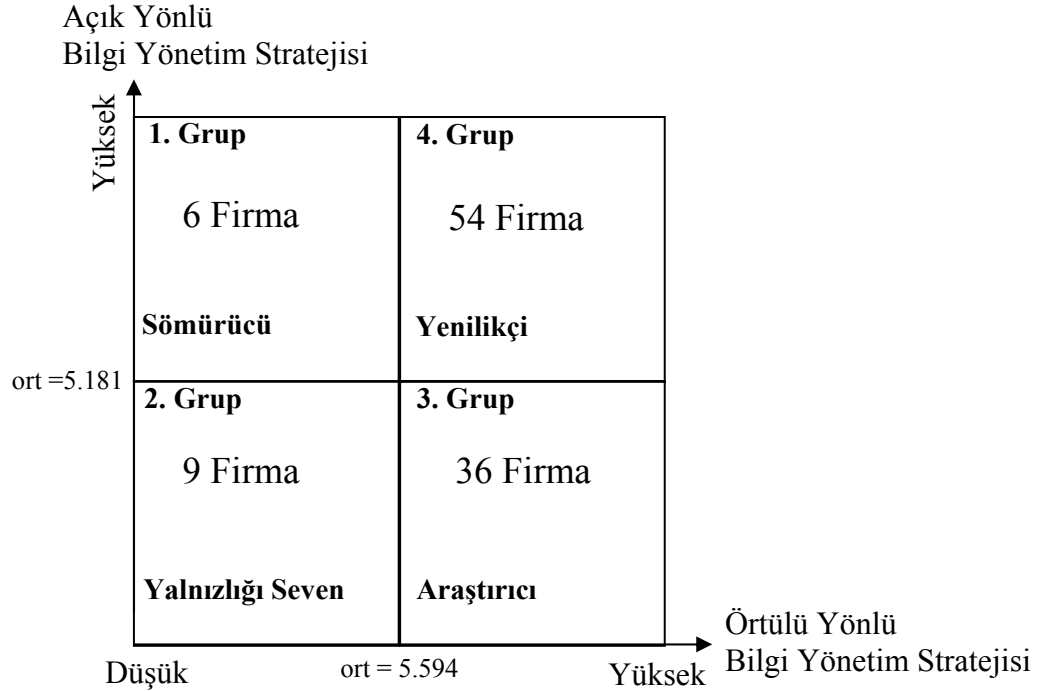 Açık Yönlü
Bilgi Yönetim Stratejisi
Yüksek
1. Grup
4. Grup
6 Firma
54 Firma
Sömürücü
Yenilikçi
ort =5.181
2. Grup
3. Grup
9 Firma
36 Firma
Yalnızlığı Seven
Araştırıcı
Örtülü Yönlü
Bilgi Yönetim Stratejisi
Düşük
ort = 5.594
Yüksek